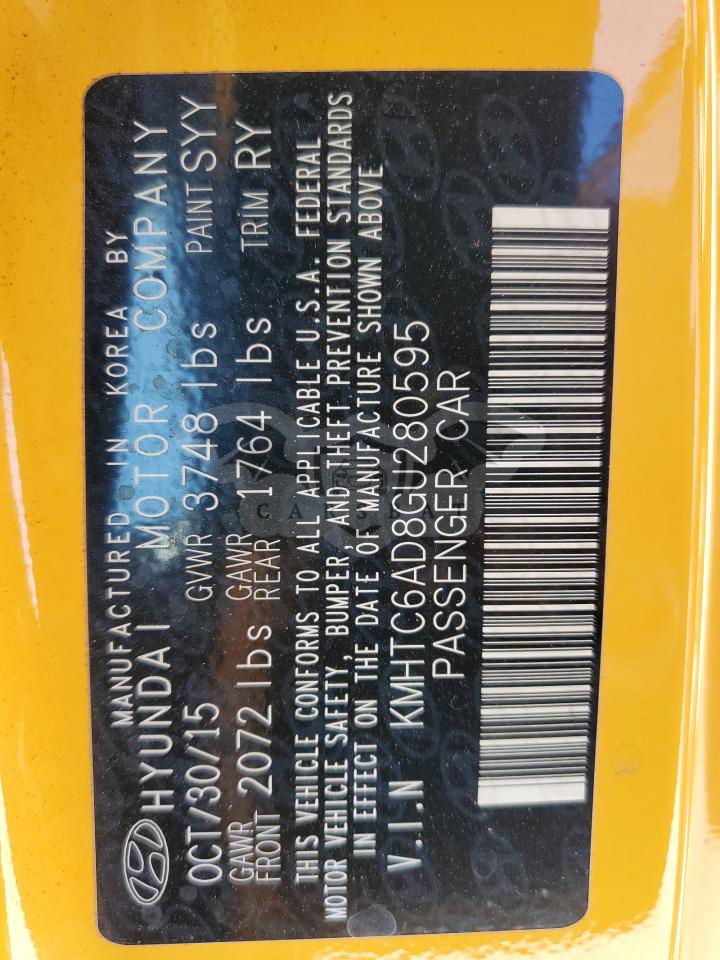 MANUFACTURED IN KOREA BY
HYUNDAI MOTOR COMPANY
OCT/30/15 GVWR 3748 lbs PAINT SYY
GAWR FRONT 2072 lbs GAWR REAR 1764 lbs TRIM RY
THIS VEHICLE CONFORMS TO ALL APPLICABLE U.S.A. FEDERAL
MOTOR VEHICLE SAFETY, BUMPER, AND THEFT PREVENTION STANDARDS
IN EFFECT ON THE DATE OF MANUFACTURE SHOWN ABOVE
V.I.N KMHTC6AD8GU280595
PASSENGER CAR